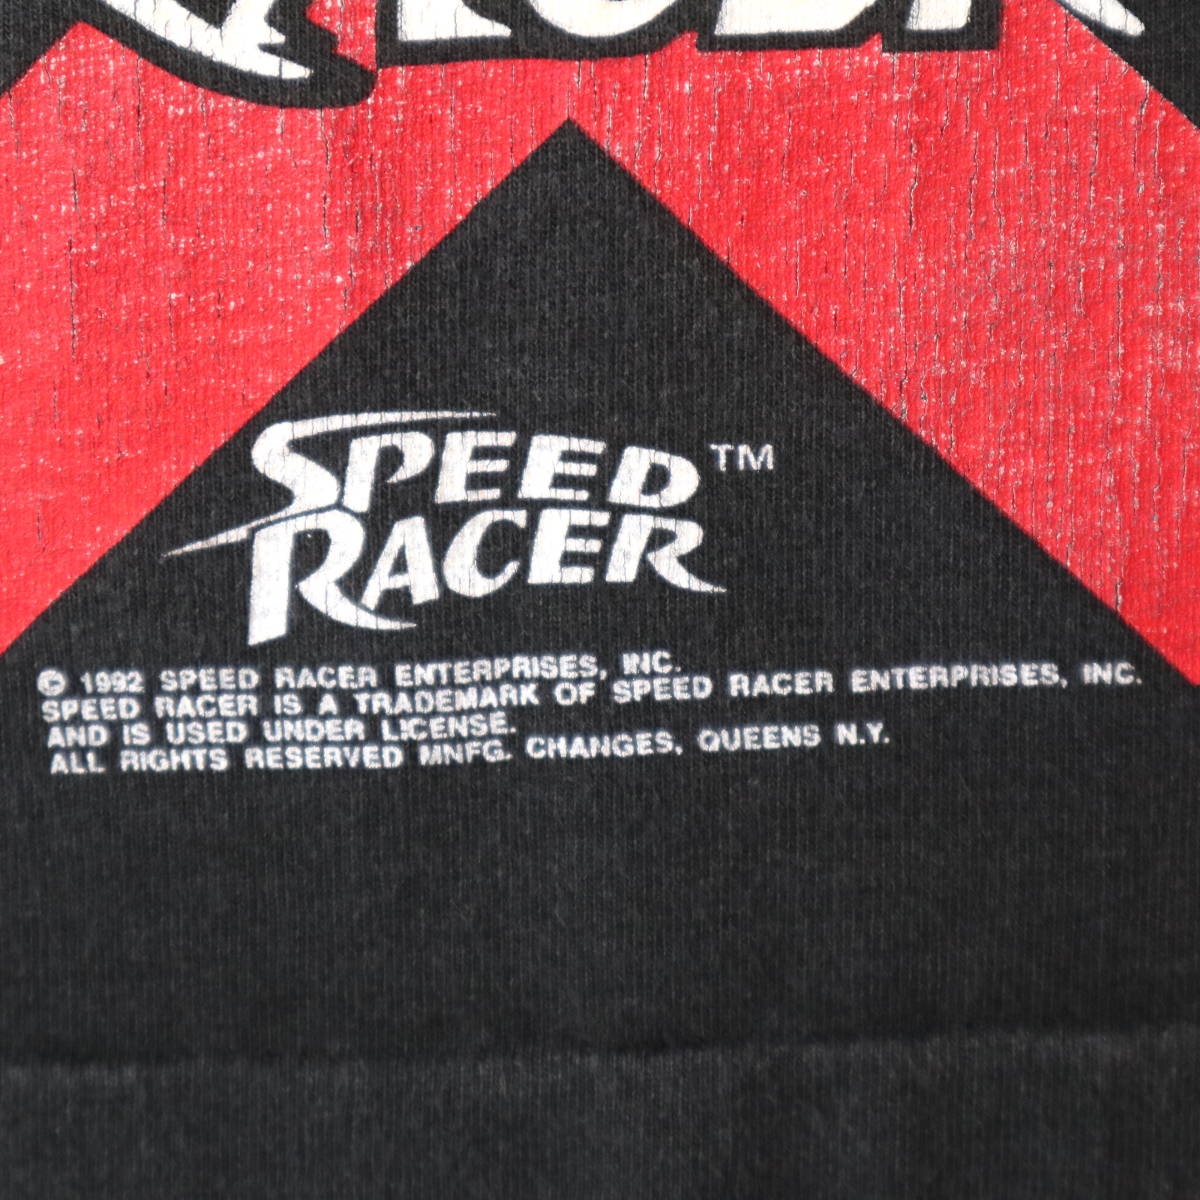 SPEED TM
RACER
© 1992 SPEED RACER ENTERPRISES, INC.
SPEED RACER IS A TRADEMARK OF SPEED RACER ENTERPRISES, INC.
AND IS USED UNDER LICENSE.
ALL RIGHTS RESERVED MNFG. CHANGES, QUEENS N.Y.